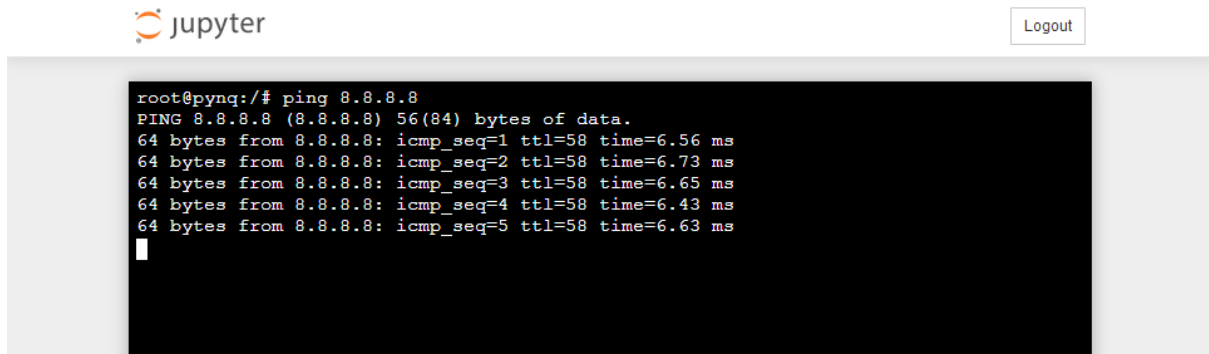 jupyter
Logout
root@pynq:/# ping 8.8.8.8
PING 8.8.8.8 (8.8.8.8) 56(84) bytes of data.
64 bytes from 8.8.8.8: icmp_seq=1 ttl=58 time=6.56 ms
64 bytes from 8.8.8.8: icmp_seq=2 ttl=58 time=6.73 ms
64 bytes from 8.8.8.8: icmp_seq=3 ttl=58 time=6.65 ms
64 bytes from 8.8.8.8: icmp_seq=4 ttl=58 time=6.43 ms
64 bytes from 8.8.8.8: icmp_seq=5 ttl=58 time=6.63 ms